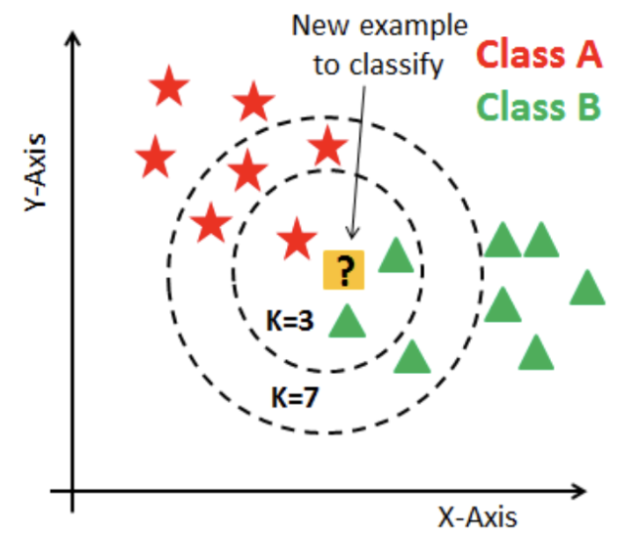 New example
to classify
Class A
Class B
Y-Axis
?
K=3
K=7
X-Axis